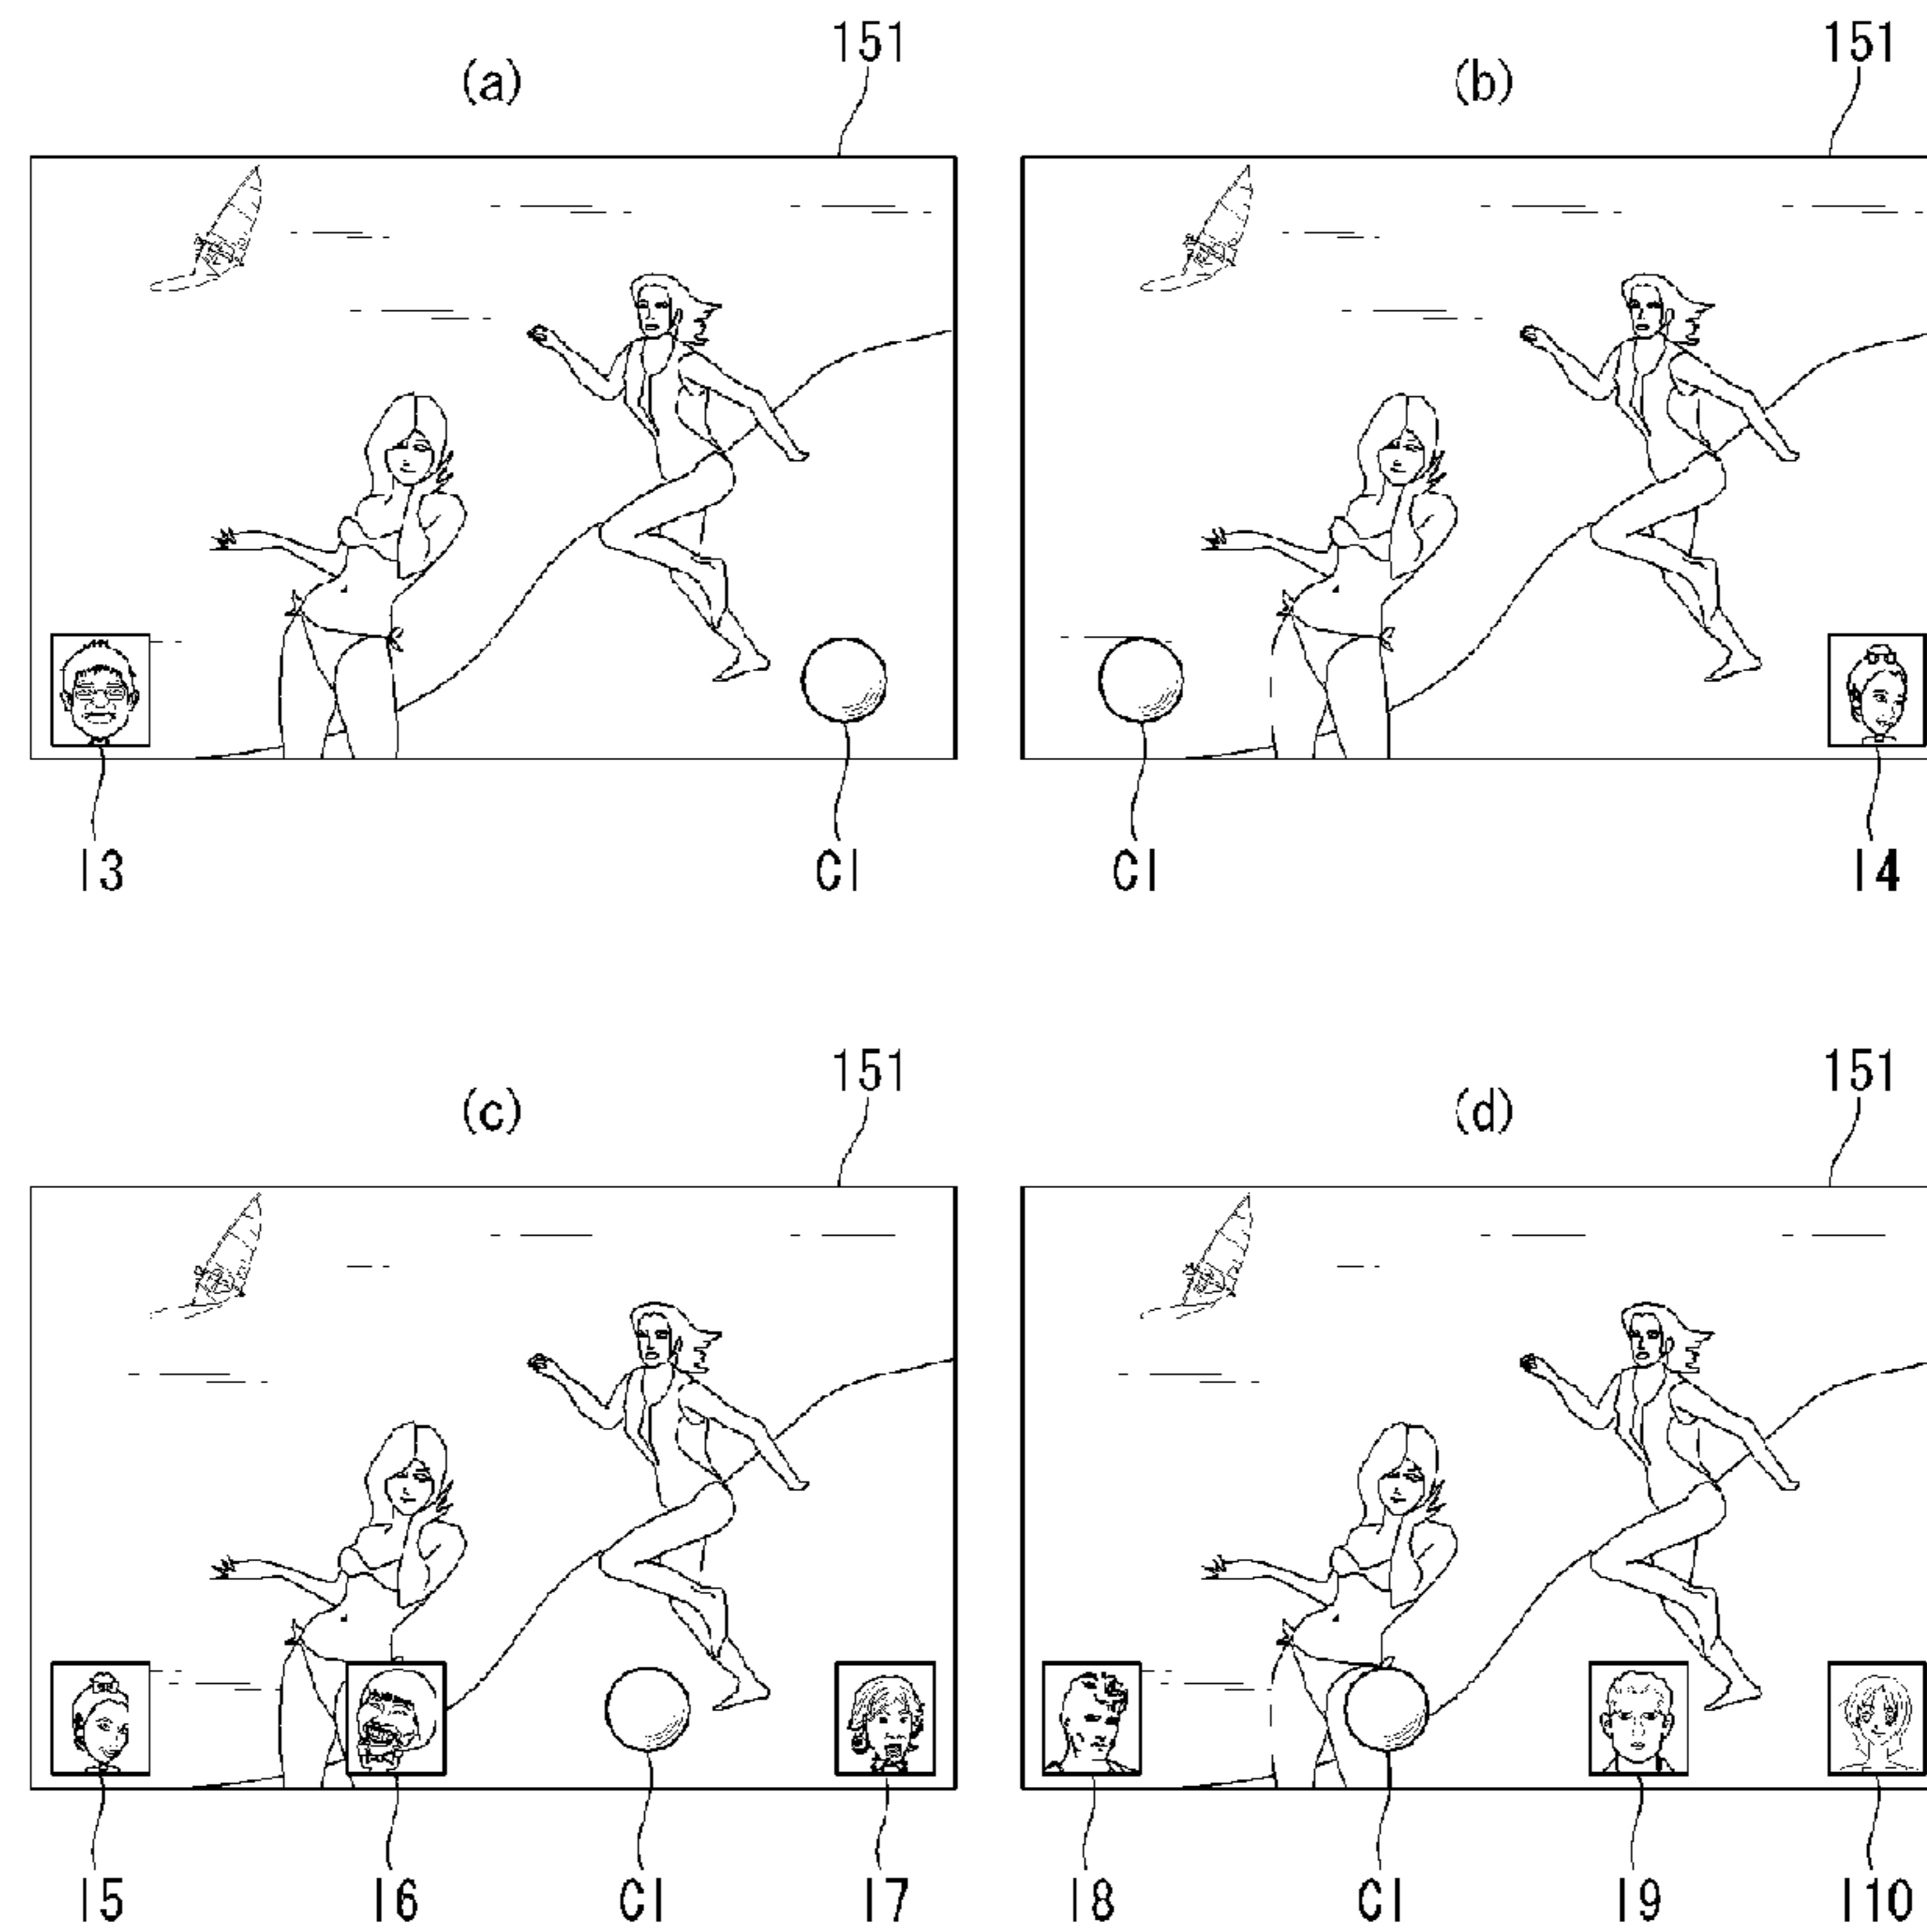 151 151
(a) (b)
I3 CI CI I4
151 151
(c) (d)
I5 I6 CI I7 I8 CI I9 I10